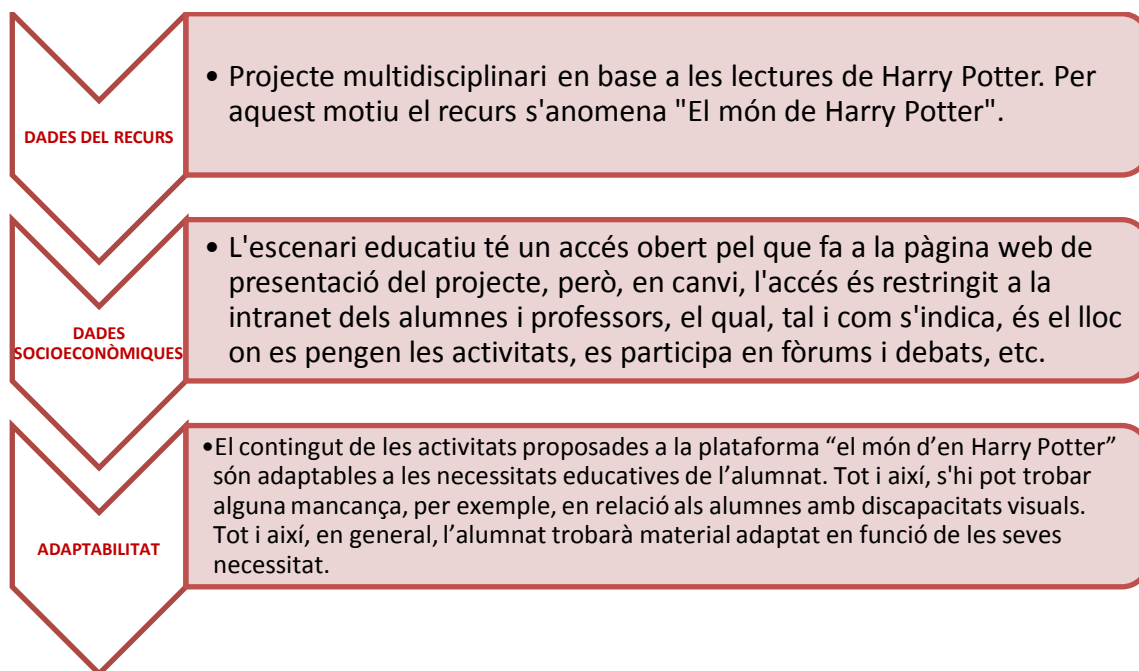 DADES DEL RECURS
• Projecte multidisciplinari en base a les lectures de Harry Potter. Per
aquest motiu el recurs s'anomena "El món de Harry Potter".
DADES
SOCIOECONÒMIQUES
• L'escenari educatiu té un accés obert pel que fa a la pàgina web de
presentació del projecte, però, en canvi, l'accés és restringit a la
intranet dels alumnes i professors, el qual, tal i com s'indica, és el lloc
on es pengen les activitats, es participa en fòrums i debats, etc.
ADAPTABILITAT
•El contingut de les activitats proposades a la plataforma “el món d’en Harry Potter”
són adaptables a les necessitats educatives de l’alumnat. Tot i així, s'hi pot trobar
alguna mancança, per exemple, en relació als alumnes amb discapacitats visuals.
Tot i així, en general, l’alumnat trobarà material adaptat en funció de les seves
necessitat.